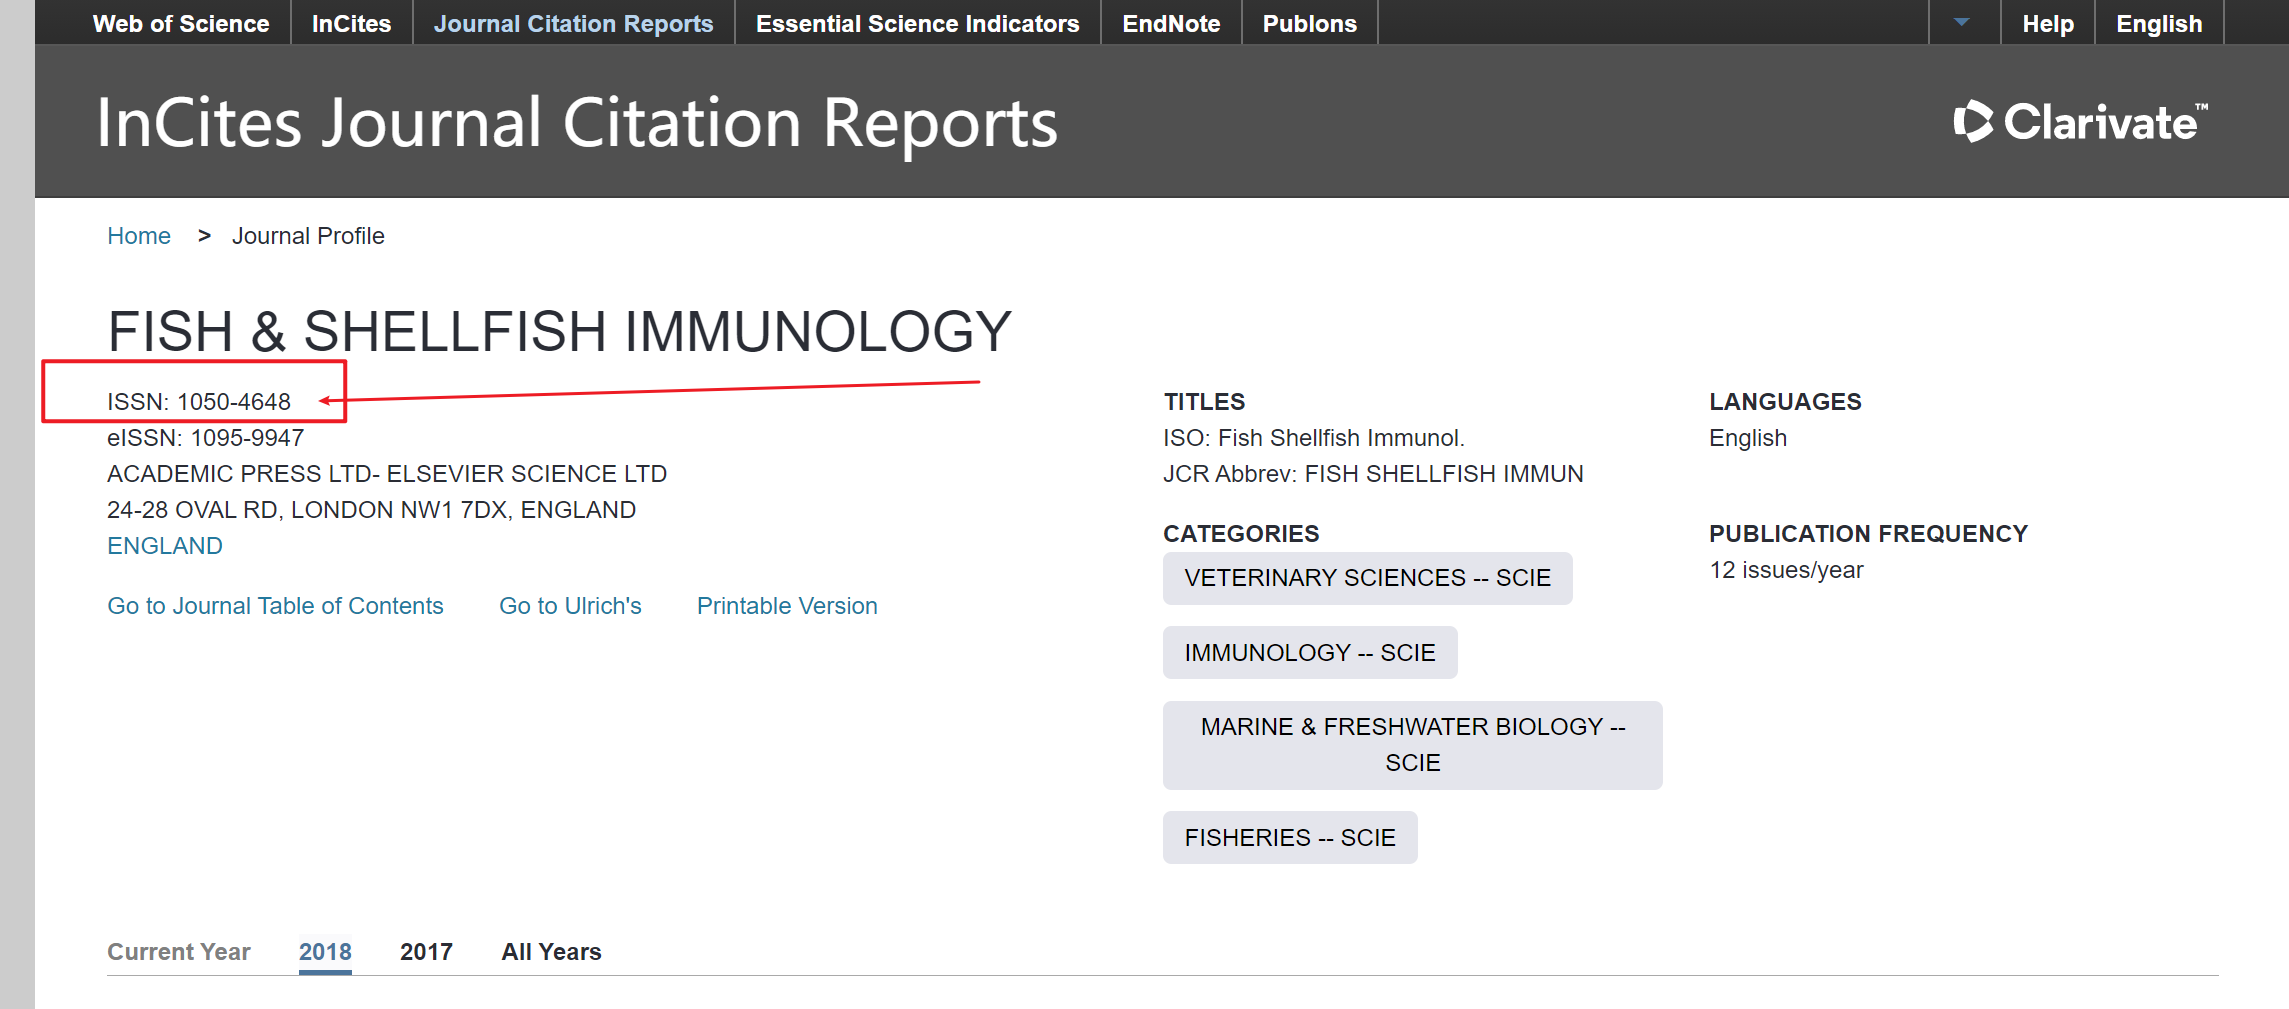 Web of Science InCites Journal Citation Reports Essential Science Indicators EndNote Publons Help English
InCites Journal Citation Reports
Clarivate™
Home > Journal Profile
FISH & SHELLFISH IMMUNOLOGY
ISSN: 1050-4648
eISSN: 1095-9947
ACADEMIC PRESS LTD- ELSEVIER SCIENCE LTD
24-28 OVAL RD, LONDON NW1 7DX, ENGLAND
ENGLAND
Go to Journal Table of Contents Go to Ulrich's Printable Version
TITLES
ISO: Fish Shellfish Immunol.
JCR Abbrev: FISH SHELLFISH IMMUN
CATEGORIES
VETERINARY SCIENCES -- SCIE
IMMUNOLOGY -- SCIE
MARINE & FRESHWATER BIOLOGY --
SCIE
FISHERIES -- SCIE
LANGUAGES
English
PUBLICATION FREQUENCY
12 issues/year
Current Year 2018 2017 All Years